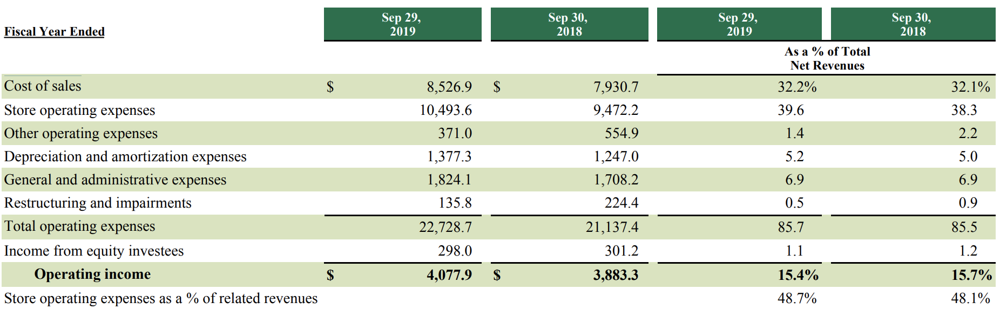 Fiscal Year Ended Sep 29, 2019 Sep 30, 2018 Sep 29, 2019 Sep 30, 2018
As a % of Total
Net Revenues
Cost of sales $ 8,526.9 $ 7,930.7 32.2% 32.1%
Store operating expenses 10,493.6 9,472.2 39.6 38.3
Other operating expenses 371.0 554.9 1.4 2.2
Depreciation and amortization expenses 1,377.3 1,247.0 5.2 5.0
General and administrative expenses 1,824.1 1,708.2 6.9 6.9
Restructuring and impairments 135.8 224.4 0.5 0.9
Total operating expenses 22,728.7 21,137.4 85.7 85.5
Income from equity investees 298.0 301.2 1.1 1.2
Operating income $ 4,077.9 $ 3,883.3 15.4% 15.7%
Store operating expenses as a % of related revenues 48.7% 48.1%